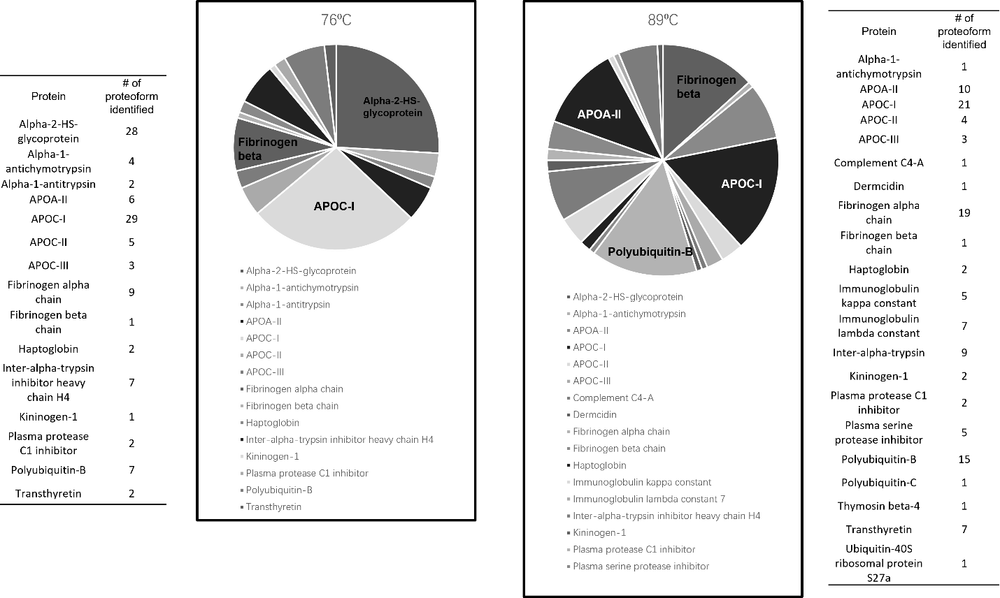 Protein
# of
proteoform
identified
Alpha-2-HS-
glycoprotein
28
Alpha-1-
antichymotrypsin
4
Alpha-1-antitrypsin 2
APOA-II 6
APOC-I 29
APOC-II 5
APOC-III 3
Fibrinogen alpha
chain
9
Fibrinogen beta
chain
1
Haptoglobin 2
Inter-alpha-trypsin
inhibitor heavy
chain H4
7
Kininogen-1 1
Plasma protease
C1 inhibitor
2
Polyubiquitin-B 7
Transthyretin 2
76ºC
Alpha-2-HS-
glycoprotein
Fibrinogen
beta
APOC-I
Alpha-2-HS-glycoprotein
Alpha-1-antichymotrypsin
Alpha-1-antitrypsin
APOA-II
APOC-I
APOC-II
APOC-III
Fibrinogen alpha chain
Fibrinogen beta chain
Haptoglobin
Inter-alpha-trypsin inhibitor heavy chain H4
Kininogen-1
Plasma protease C1 inhibitor
Polyubiquitin-B
Transthyretin
89ºC
Fibrinogen
beta
APOA-II
APOC-I
Polyubiquitin-B
Alpha-2-HS-glycoprotein
Alpha-1-antichymotrypsin
APOA-II
APOC-I
APOC-II
APOC-III
Complement C4-A
Dermcidin
Fibrinogen alpha chain
Fibrinogen beta chain
Haptoglobin
Immunoglobulin kappa constant
Immunoglobulin lambda constant 7
Inter-alpha-trypsin inhibitor heavy chain H4
Kininogen-1
Plasma protease C1 inhibitor
Plasma serine protease inhibitor
Protein
# of
proteoform
identified
Alpha-1-
antichymotrypsin
1
APOA-II 10
APOC-I 21
APOC-II 4
APOC-III 3
Complement C4-A 1
Dermcidin 1
Fibrinogen alpha
chain
19
Fibrinogen beta
chain
1
Haptoglobin 2
Immunoglobulin
kappa constant
5
Immunoglobulin
lambda constant
7
Inter-alpha-trypsin 9
Kininogen-1 2
Plasma protease C1
inhibitor
2
Plasma serine
protease inhibitor
5
Polyubiquitin-B 15
Polyubiquitin-C 1
Thymosin beta-4 1
Transthyretin 7
Ubiquitin-40S
ribosomal protein
S27a
1